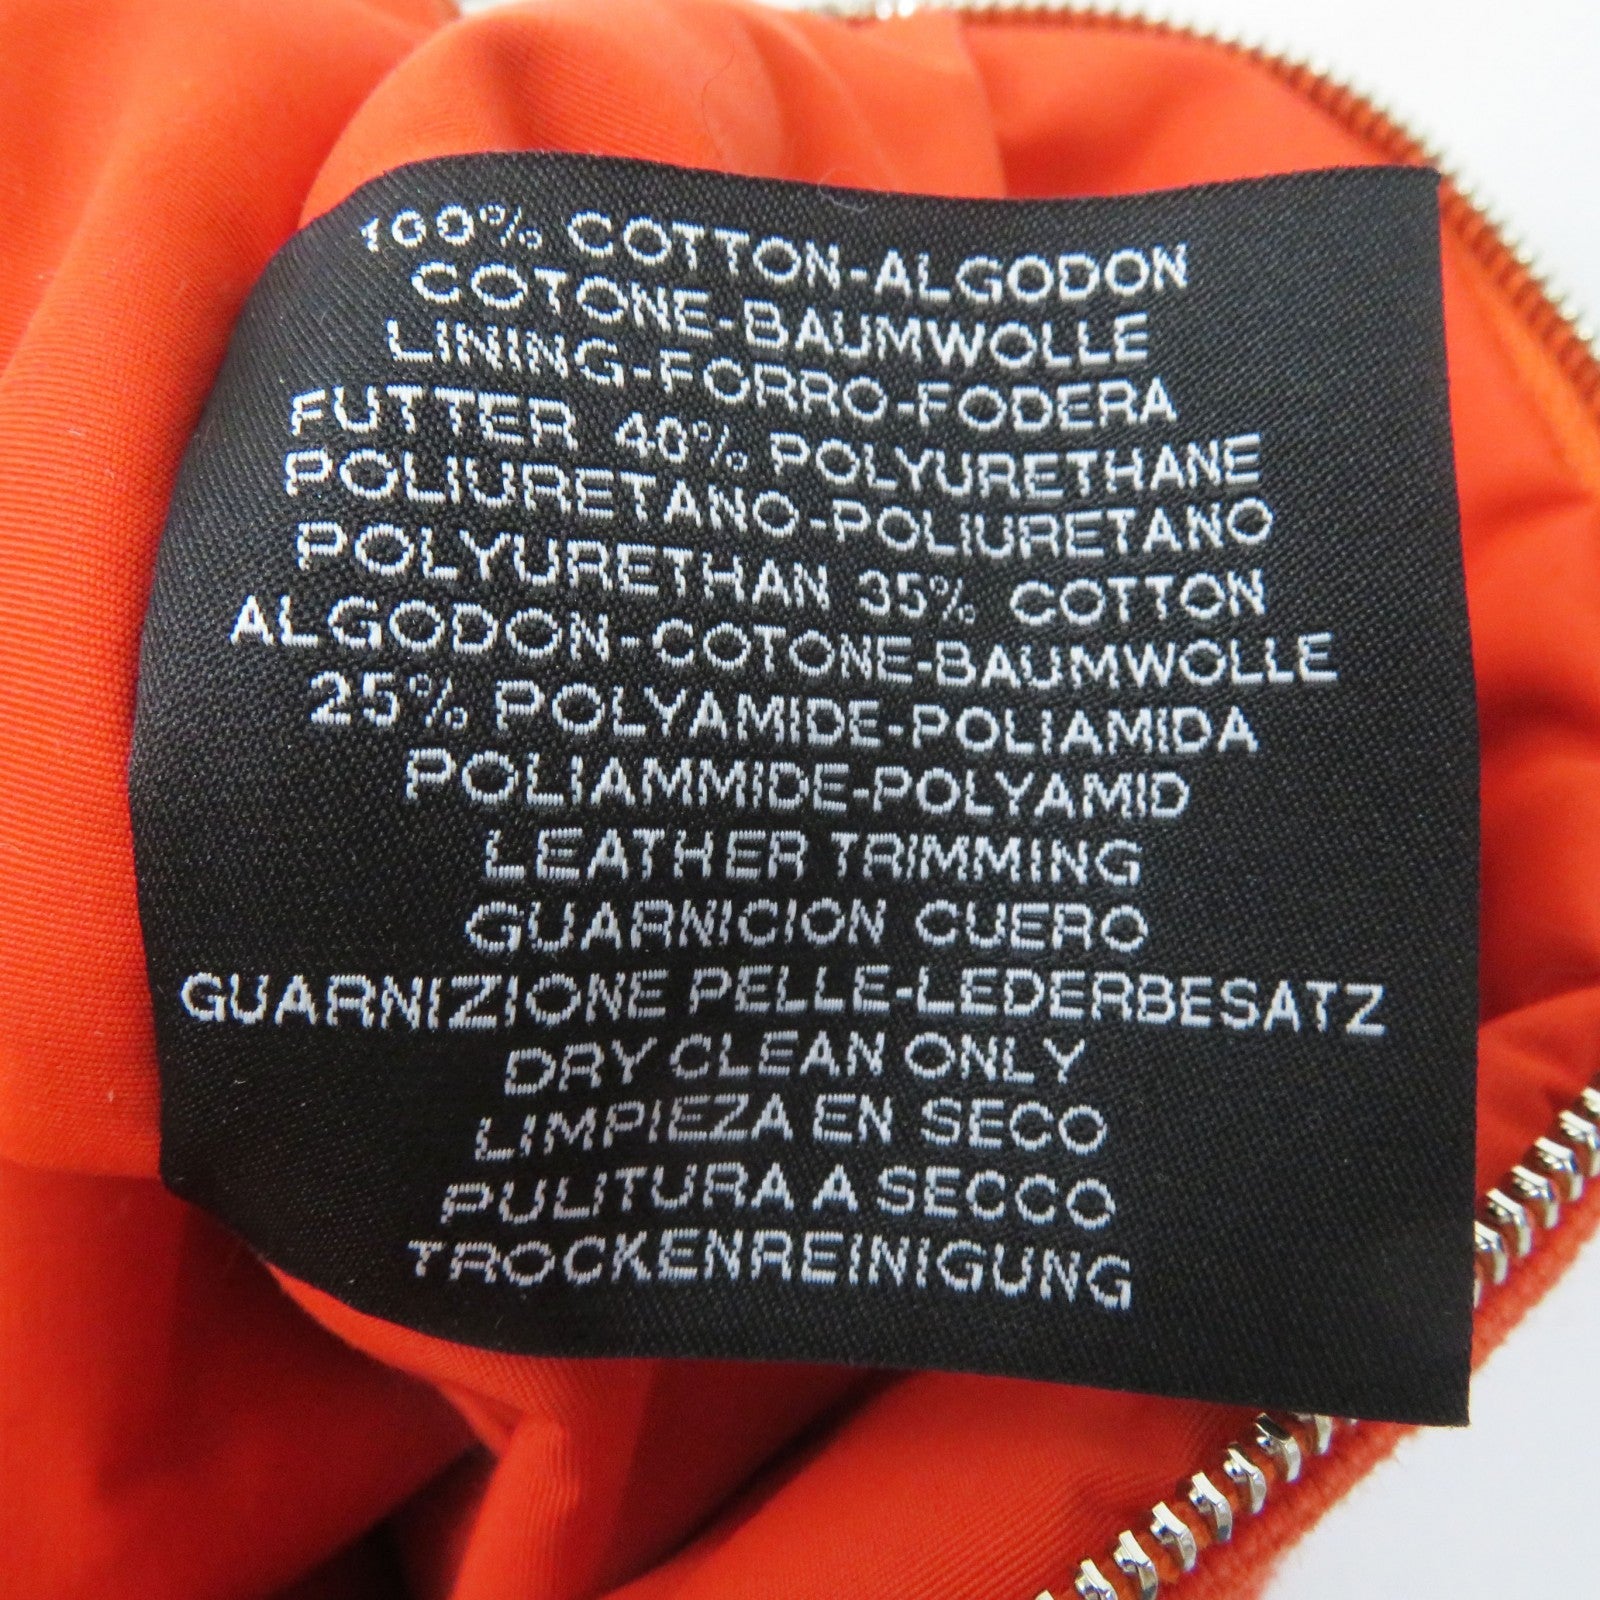 100% COTTON-ALGODON
COTONE-BAUMWOLLE
LINING-FORRO-FODERA
FUTTER 40% POLYURETHANE
POLIURETANO-POLIURETANO
POLYURETHAN 35% COTTON
ALGODON-COTONE-BAUMWOLLE
25% POLYAMIDE-POLIAMIDA
POLIAMMIDE-POLYAMID
LEATHER TRIMMING
GUARNICION CUERO
GUARNIZIONE PELLE-LEDERBESATZ
DRY CLEAN ONLY
LIMPIEZA EN SECO
PULITURA A SECCO
TROCKENREINIGUNG